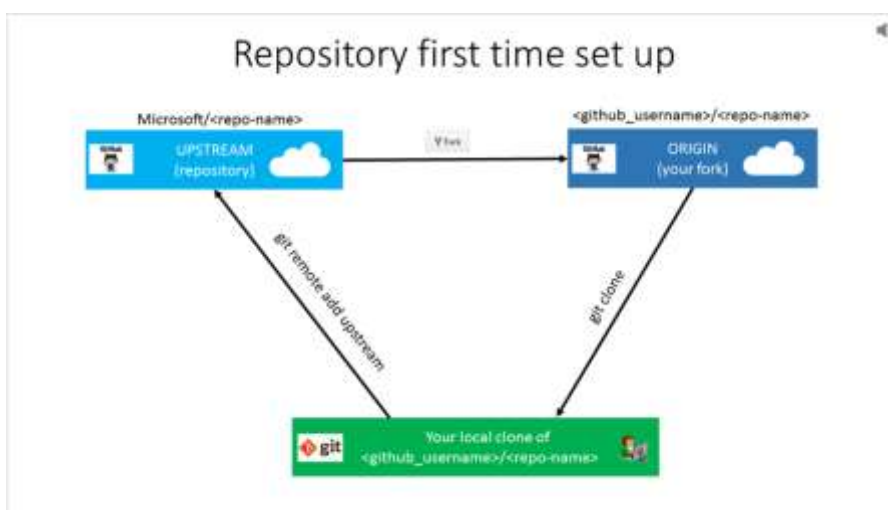 Repository first time set up
Microsoft/<repo-name>
<github_username>/<repo-name>
UPSTREAM
(repository)
Fork
ORIGIN
(your fork)
git remote add upstream
git clone
git
Your local clone of
<github_username>/<repo-name>